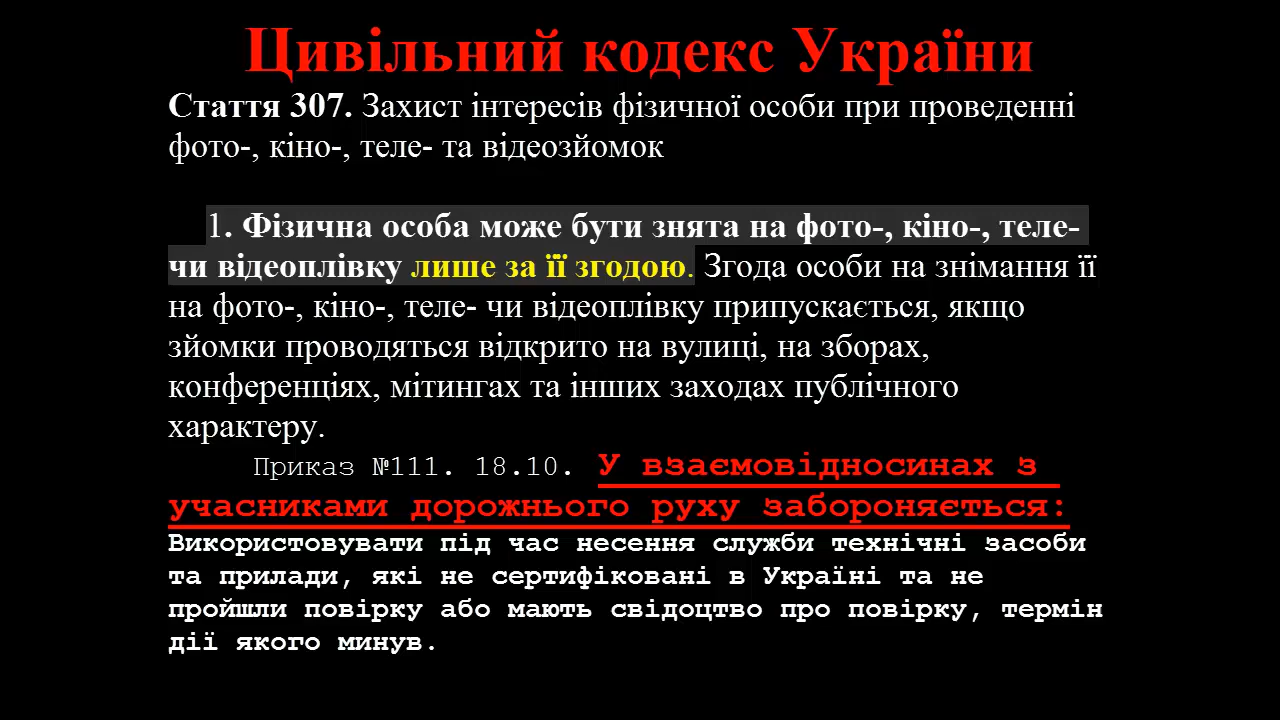 Цивільний кодекс України
Стаття 307. Захист інтересів фізичної особи при проведенні
фото-, кіно-, теле- та відеозйомок
1. Фізична особа може бути знята на фото-, кіно-, теле-
чи відеоплівку лише за її згодою. Згода особи на знімання її
на фото-, кіно-, теле- чи відеоплівку припускається, якщо
зйомки проводяться відкрито на вулиці, на зборах,
конференціях, мітингах та інших заходах публічного
характеру.
Приказ №111. 18.10. У взаємовідносинах з
учасниками дорожнього руху забороняється:
Використовувати під час несення служби технічні засоби
та прилади, які не сертифіковані в Україні та не
пройшли повірку або мають свідоцтво про повірку, термін
дії якого минув.